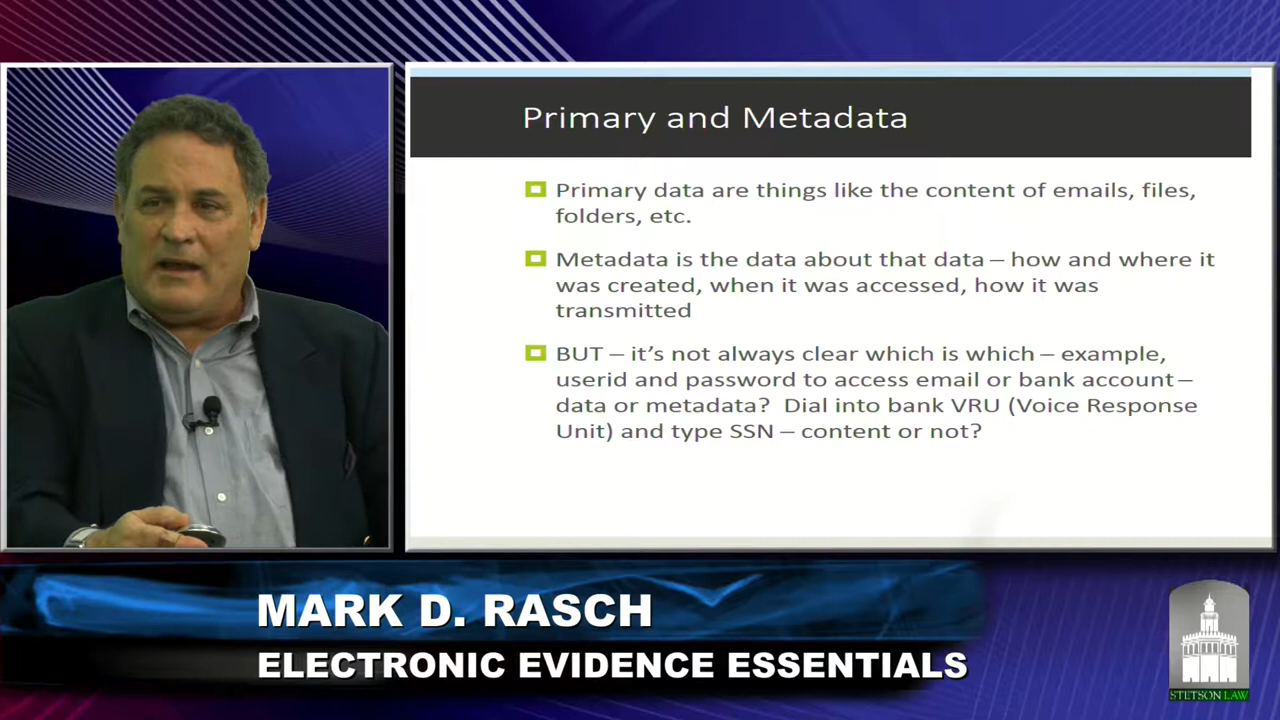 Primary and Metadata
Primary data are things like the content of emails, files,
folders, etc.
Metadata is the data about that data – how and where it
was created, when it was accessed, how it was
transmitted
BUT – it’s not always clear which is which – example,
userid and password to access email or bank account –
data or metadata? Dial into bank VRU (Voice Response
Unit) and type SSN – content or not?
MARK D. RASCH
ELECTRONIC EVIDENCE ESSENTIALS
STETSON LAW